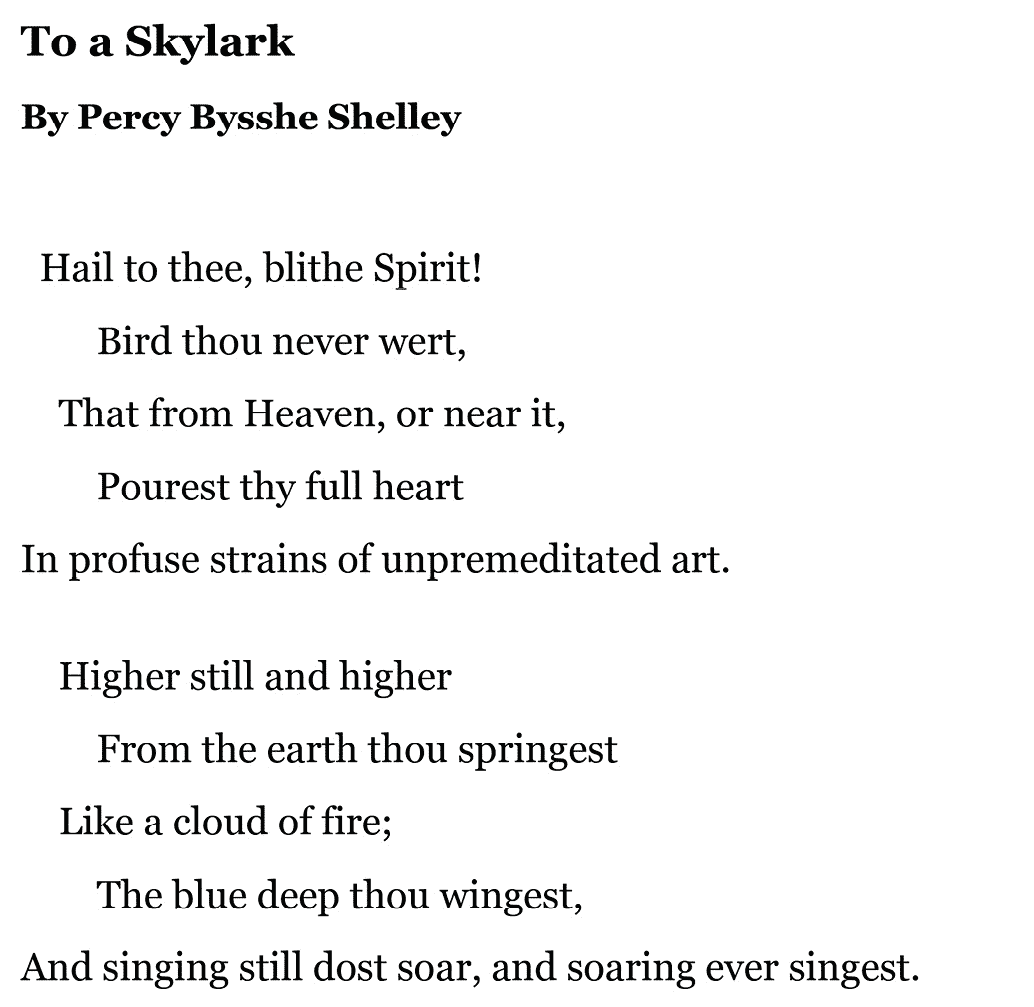 To a Skylark
By Percy Bysshe Shelley
Hail to thee, blithe Spirit!
Bird thou never wert,
That from Heaven, or near it,
Pourest thy full heart
In profuse strains of unpremeditated art.
Higher still and higher
From the earth thou springest
Like a cloud of fire;
The blue deep thou wingest,
And singing still dost soar, and soaring ever singest.